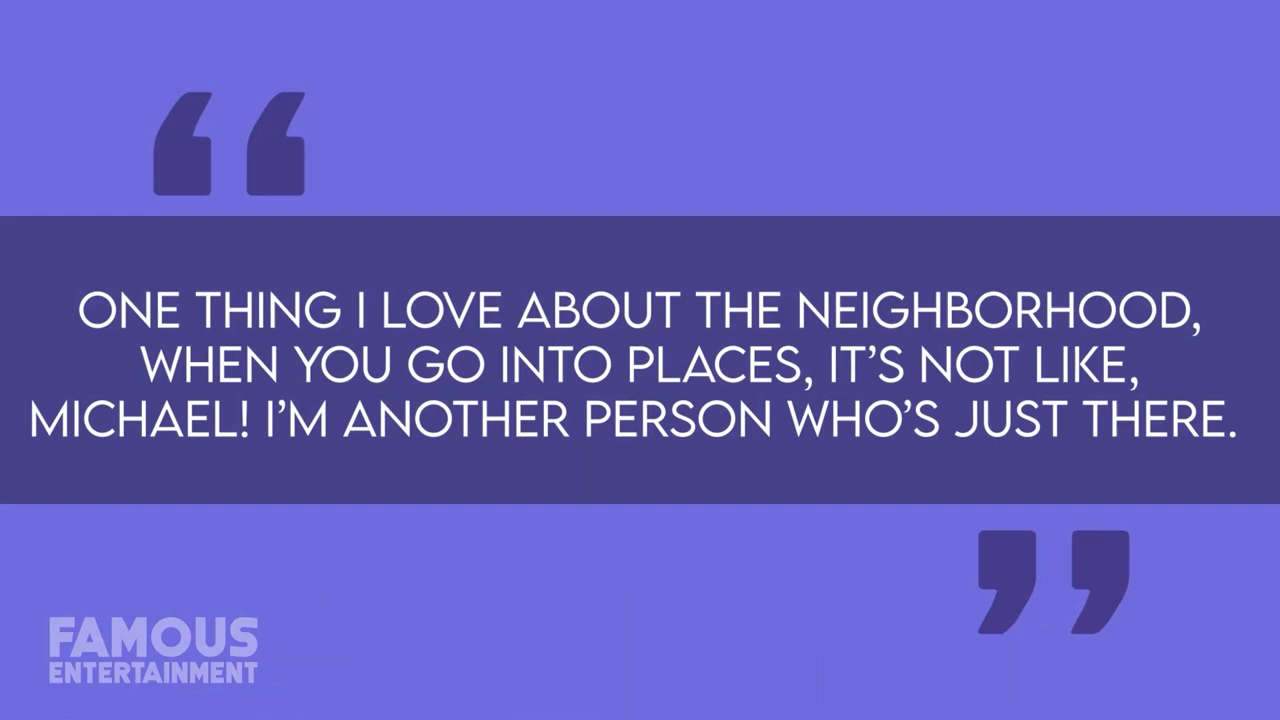 ONE THING I LOVE ABOUT THE NEIGHBORHOOD,
WHEN YOU GO INTO PLACES, IT’S NOT LIKE,
MICHAEL! I’M ANOTHER PERSON WHO’S JUST THERE.
FAMOUS
ENTERTAINMENT